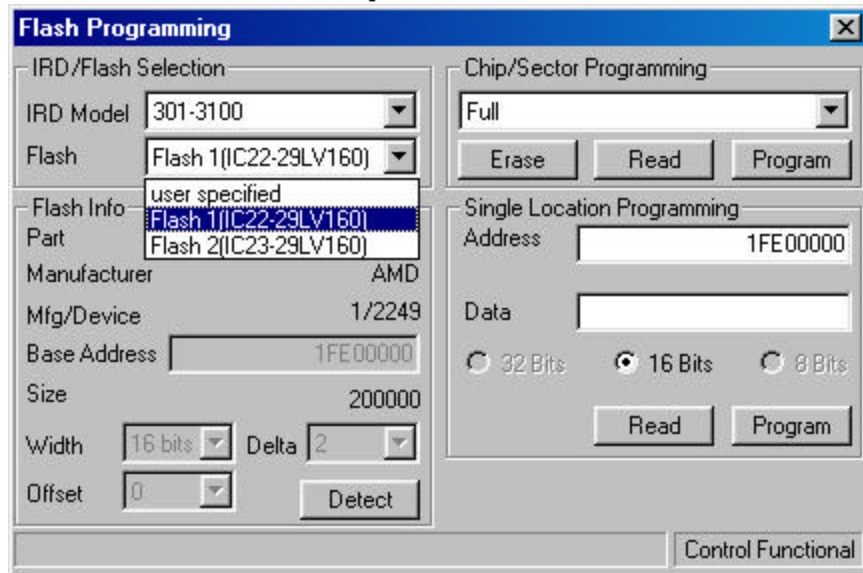 Flash Programming
IRD/Flash Selection
IRD Model 301-3100
Flash Flash 1(IC22-29LV160)
user specified
Flash 1(IC22-29LV160)
Flash 2(IC23-29LV160)
Flash Info
Part
Manufacturer AMD
Mfg/Device 1/2249
Base Address 1FE00000
Size 200000
Width 16 bits Delta 2
Offset 0 Detect
Chip/Sector Programming
Full
Erase Read Program
Single Location Programming
Address 1FE00000
Data
32 Bits 16 Bits 8 Bits
Read Program
Control Functional